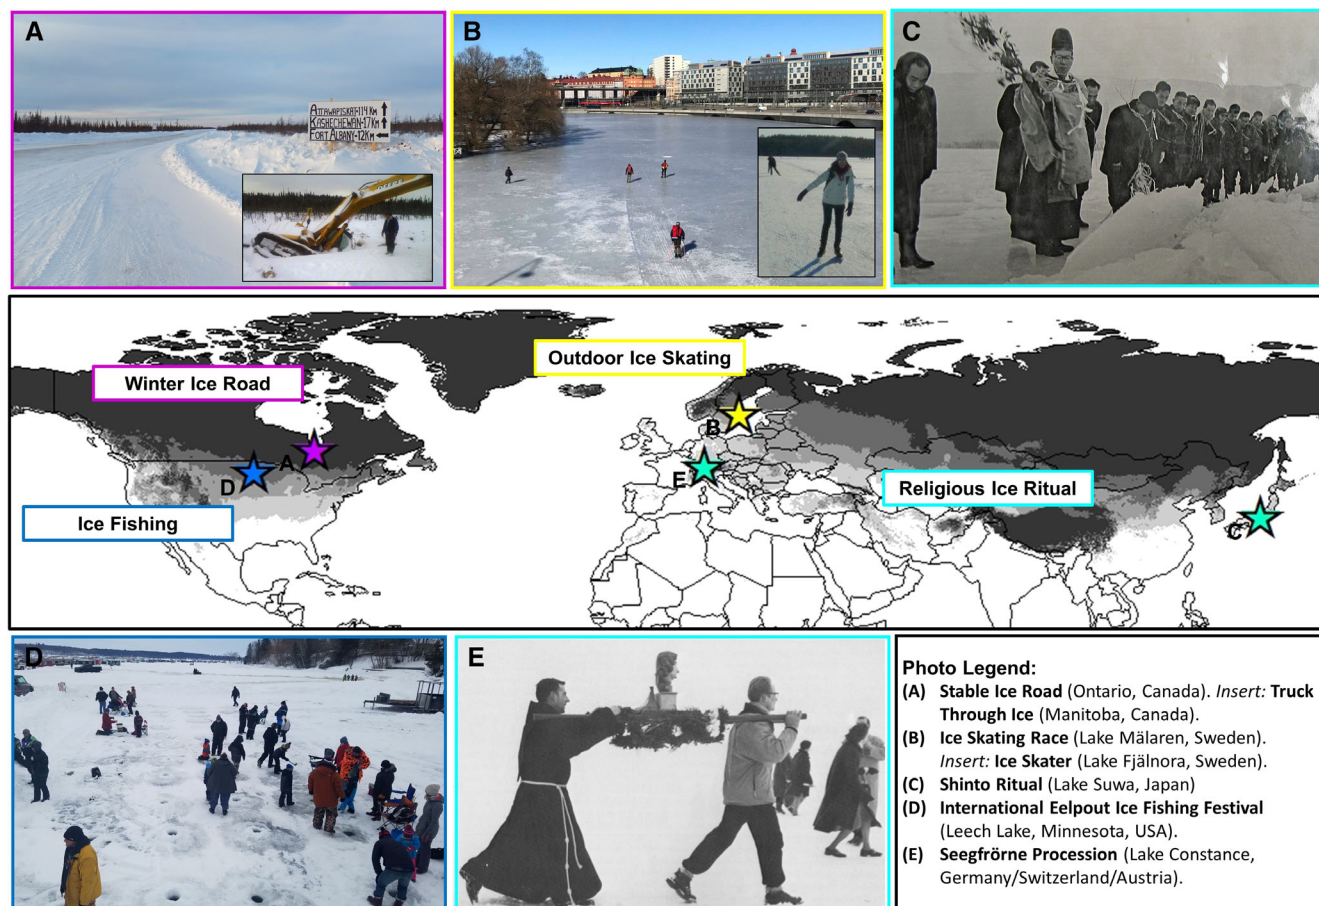 A
ATTAWAPISKAT-114 KM
KASHECHEWAN-17KM
FORT ALBANY-12KM
B
C
Outdoor Ice Skating
Winter Ice Road
B
A
E
D
Religious Ice Ritual
Ice Fishing
C
D
E
Photo Legend:
(A) Stable Ice Road (Ontario, Canada). Insert: Truck
Through Ice (Manitoba, Canada).
(B) Ice Skating Race (Lake Mälaren, Sweden).
Insert: Ice Skater (Lake Fjälnora, Sweden).
(C) Shinto Ritual (Lake Suwa, Japan)
(D) International Eelpout Ice Fishing Festival
(Leech Lake, Minnesota, USA).
(E) Seegfrörne Procession (Lake Constance,
Germany/Switzerland/Austria).